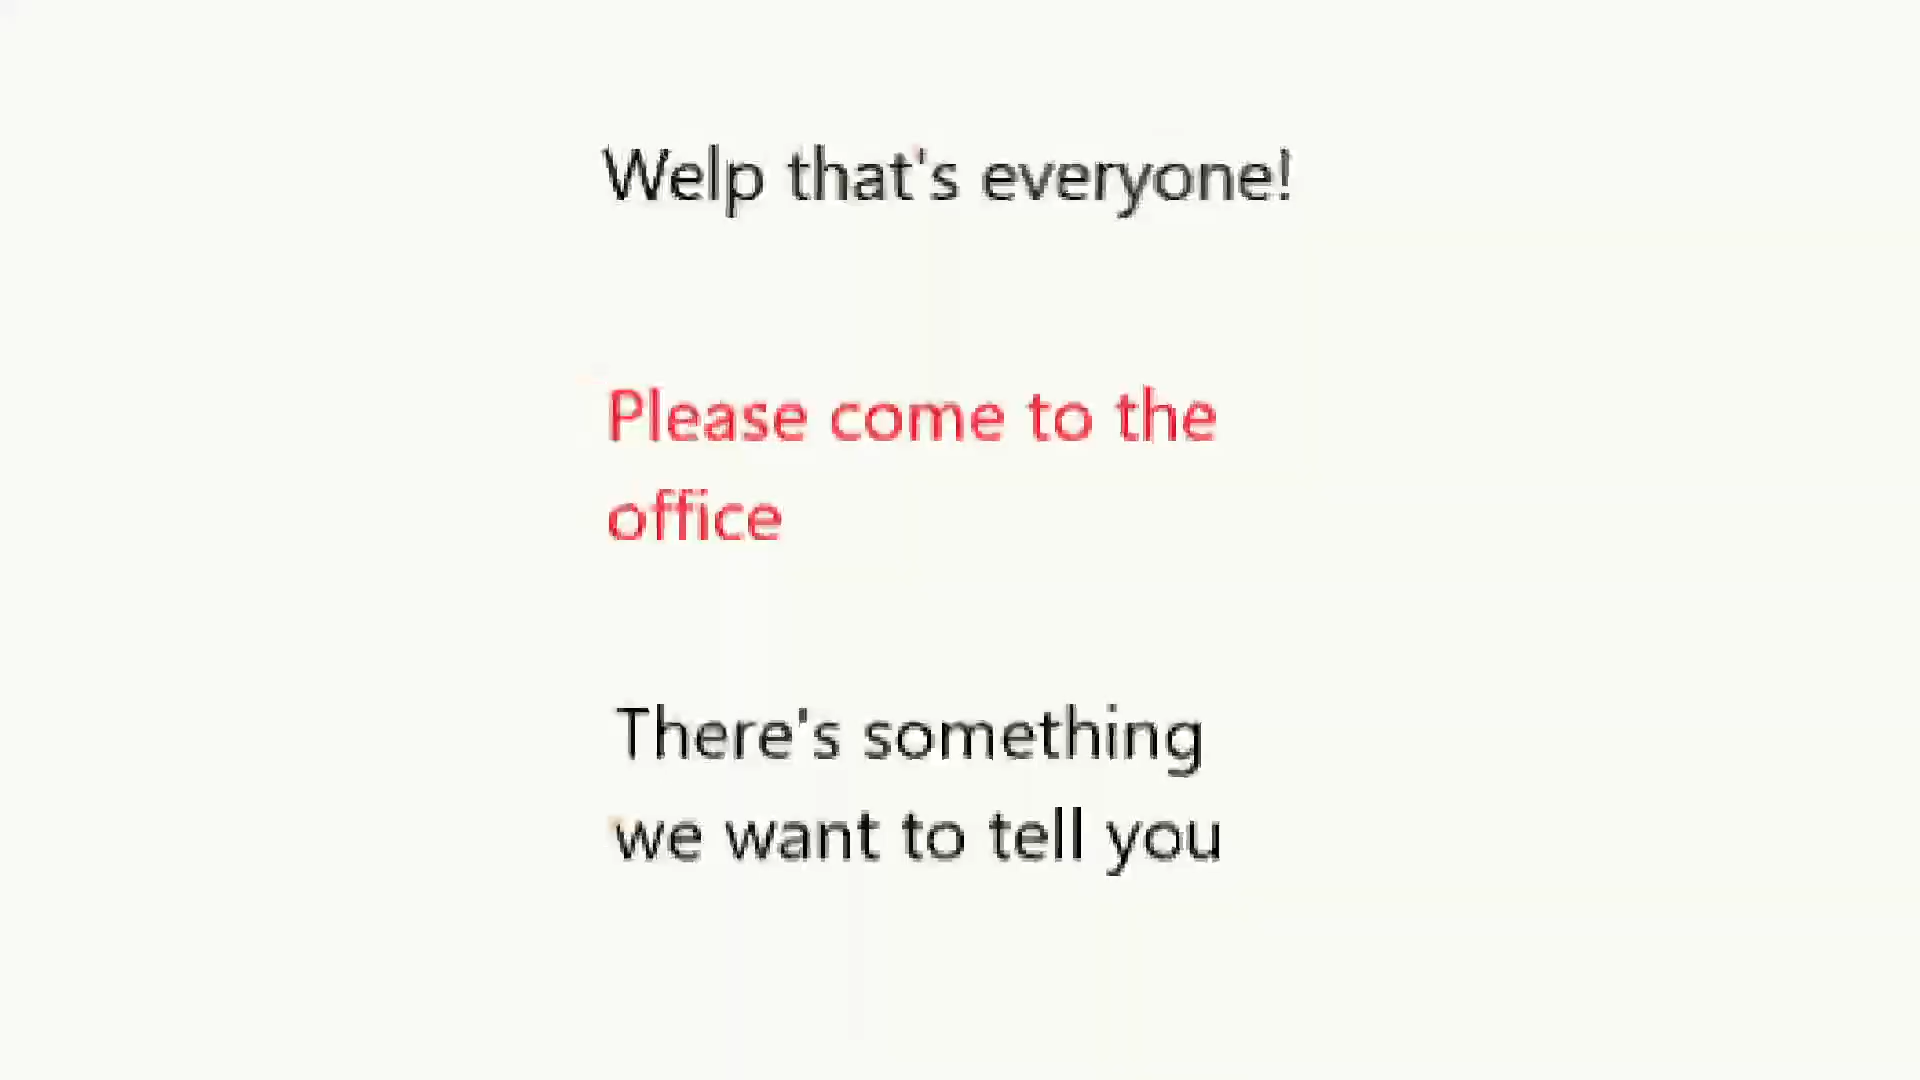 Welp that's everyone!
Please come to the
office
There's something
we want to tell you